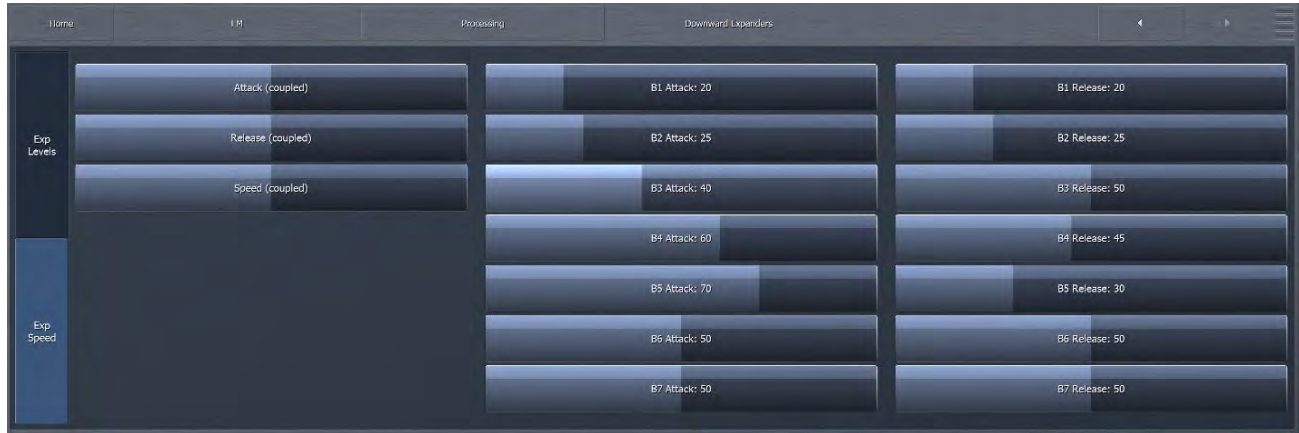 Home
FM
Processing
Downward Expanders
Exp
Levels
Exp
Speed
Attack (coupled)
Release (coupled)
Speed (coupled)
B1 Attack: 20
B2 Attack: 25
B3 Attack: 40
B4 Attack: 60
B5 Attack: 70
B6 Attack: 50
B7 Attack: 50
B1 Release: 20
B2 Release: 25
B3 Release: 50
B4 Release: 45
B5 Release: 30
B6 Release: 50
B7 Release: 50